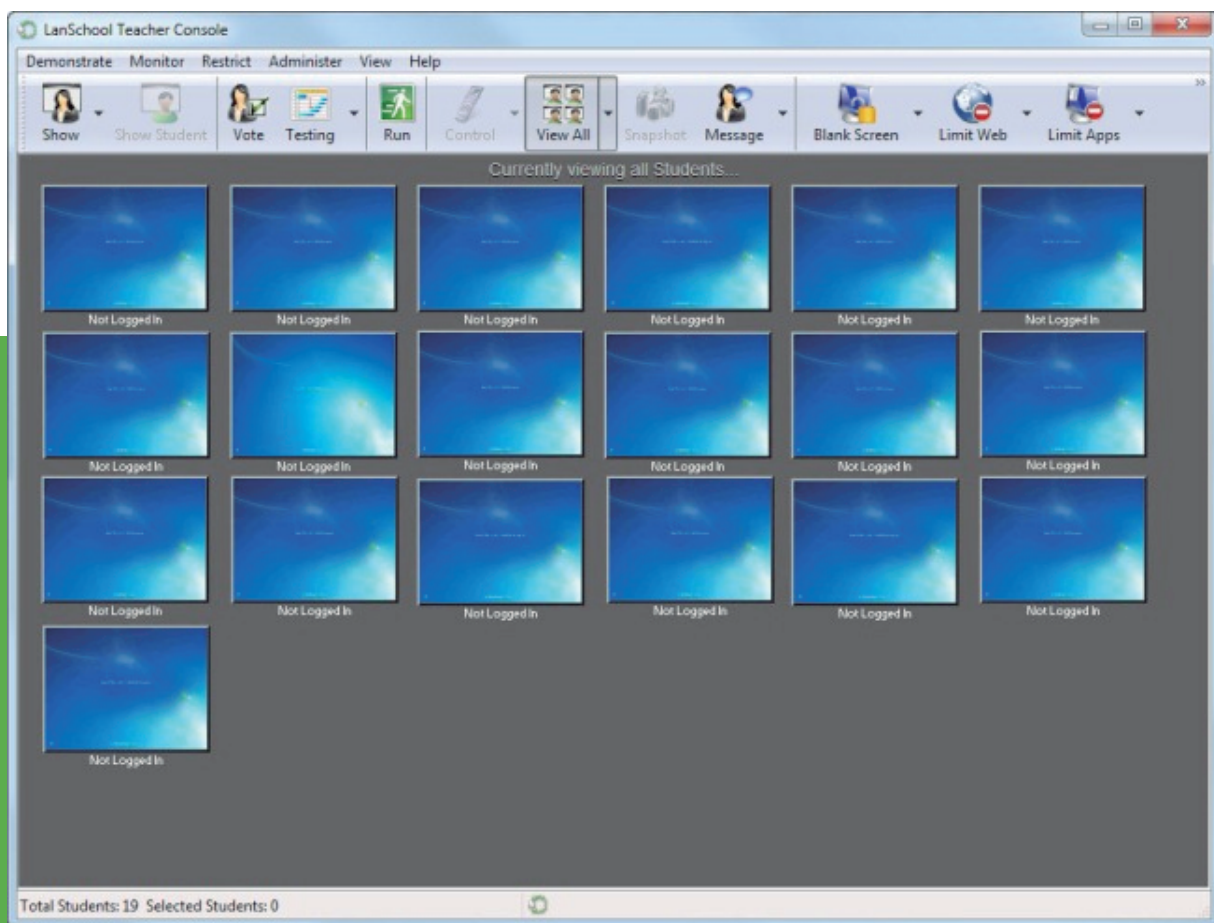 LanSchool Teacher Console
Demonstrate Monitor Restrict Administer View Help
Show Show Student Vote Testing Run Control View All Snapshot Message Blank Screen Limit Web Limit Apps
Currently viewing all Students...
Not Logged In Not Logged In Not Logged In Not Logged In Not Logged In Not Logged In
Not Logged In Not Logged In Not Logged In Not Logged In Not Logged In Not Logged In
Not Logged In Not Logged In Not Logged In Not Logged In Not Logged In Not Logged In
Not Logged In
Total Students: 19 Selected Students: 0